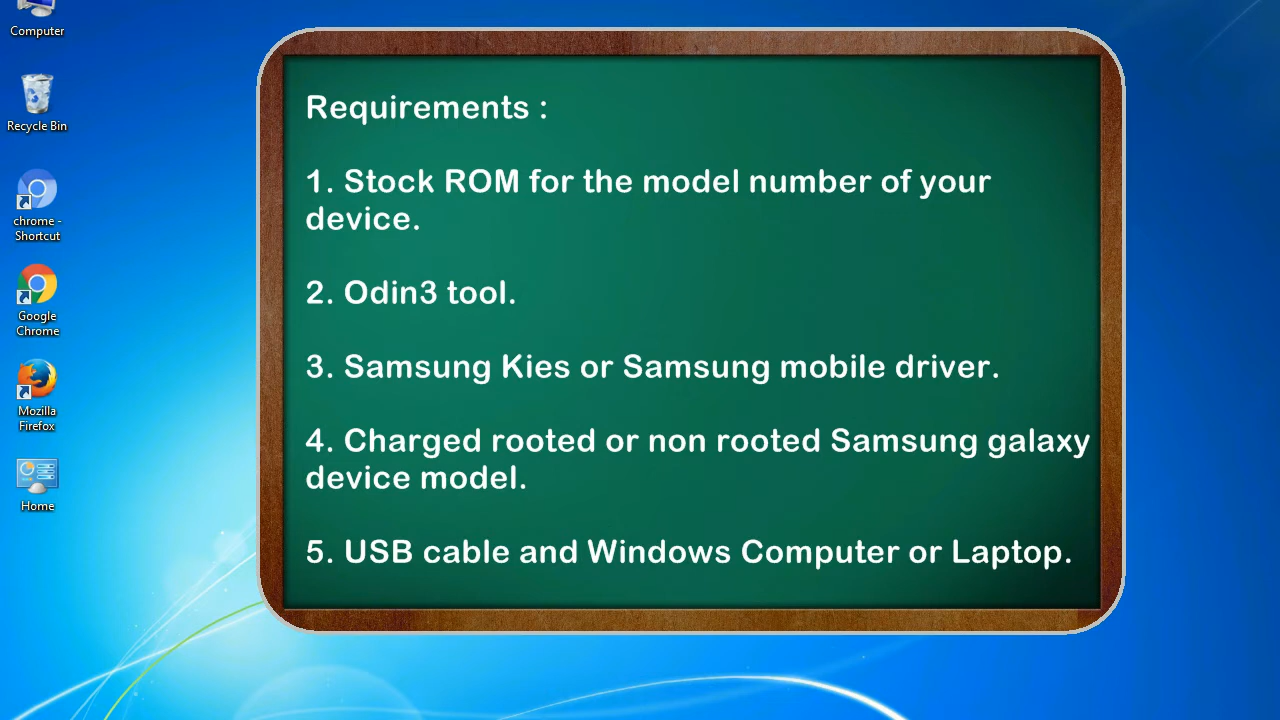 Computer
Recycle Bin
chrome -
Shortcut
Google
Chrome
Mozilla
Firefox
Home
Requirements :
1. Stock ROM for the model number of your
device.
2. Odin3 tool.
3. Samsung Kies or Samsung mobile driver.
4. Charged rooted or non rooted Samsung galaxy
device model.
5. USB cable and Windows Computer or Laptop.